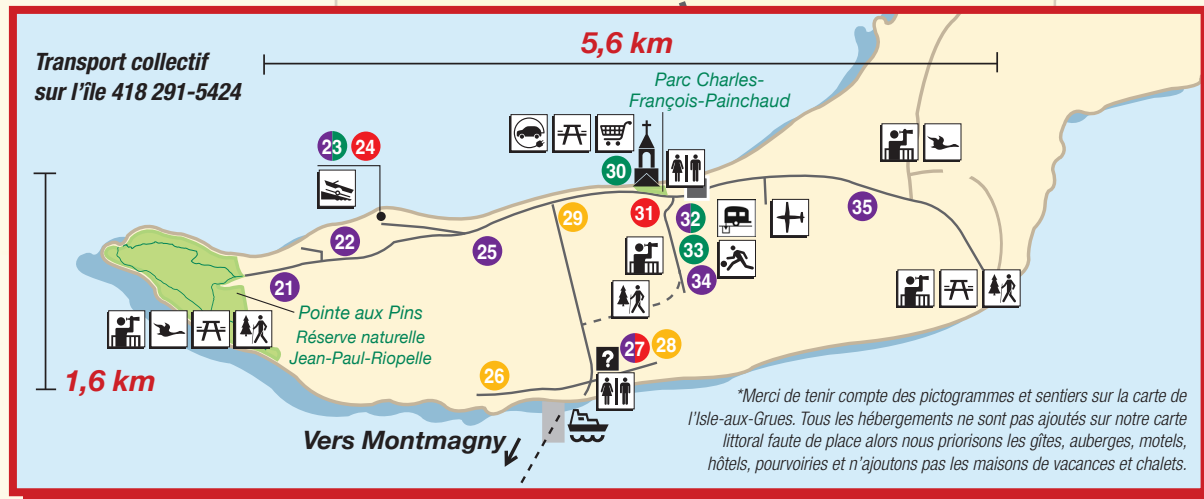 Transport collectif
sur l'île 418 291-5424
5,6 km
Parc Charles-
François-Painchaud
23 24
30
31
32
33
34
35
29
22
25
21
Pointe aux Pins
Réserve naturelle
Jean-Paul-Riopelle
1,6 km
?
27
28
26
Vers Montmagny
*Merci de tenir compte des pictogrammes et sentiers sur la carte de
l'Isle-aux-Grues. Tous les hébergements ne sont pas ajoutés sur notre carte
littoral faute de place alors nous priorisons les gîtes, auberges, motels,
hôtels, pourvoiries et n'ajoutons pas les maisons de vacances et chalets.